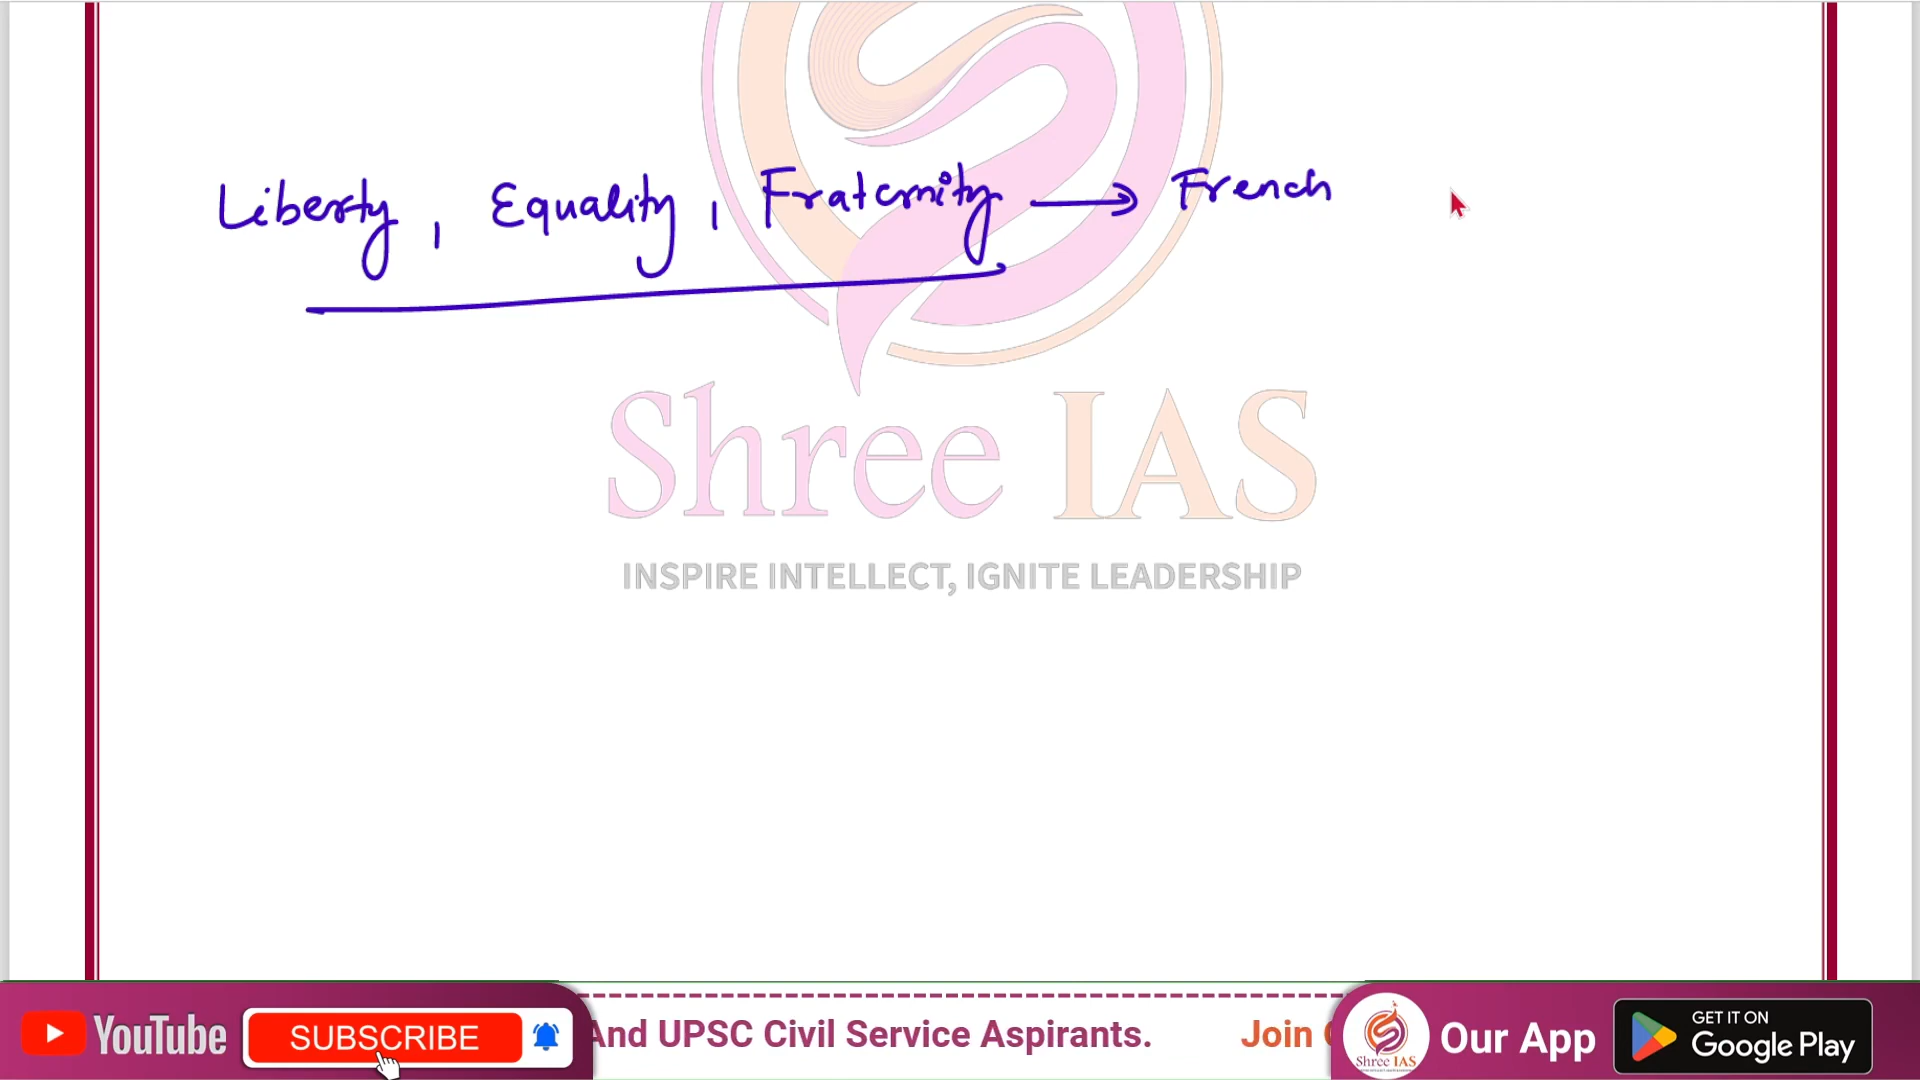 Liberty, Equality, Fraternity → French
Shree IAS
INSPIRE INTELLECT, IGNITE LEADERSHIP
YouTube SUBSCRIBE And UPSC Civil Service Aspirants. Join Shree IAS Our App GET IT ON
Google Play